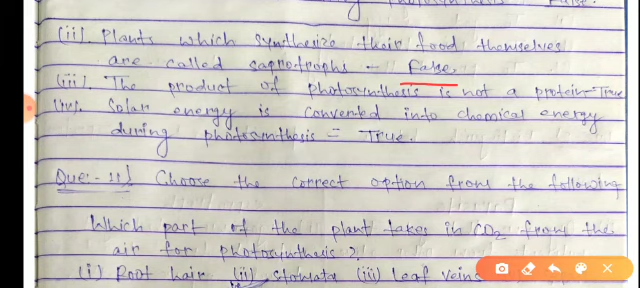 photosynthesis False.
(ii). Plants which synthesize their food themselves
are called saprotrophs - False.
(iii). The product of photosynthesis is not a protein - True
(iv). Solar energy is converted into chemical energy
during photosynthesis = True.
Que:- 11) Choose the correct option from the following
Which part of the plant takes in CO2 from the
air for photosynthesis?
(i) Root hair (ii) stomata (iii) Leaf veins